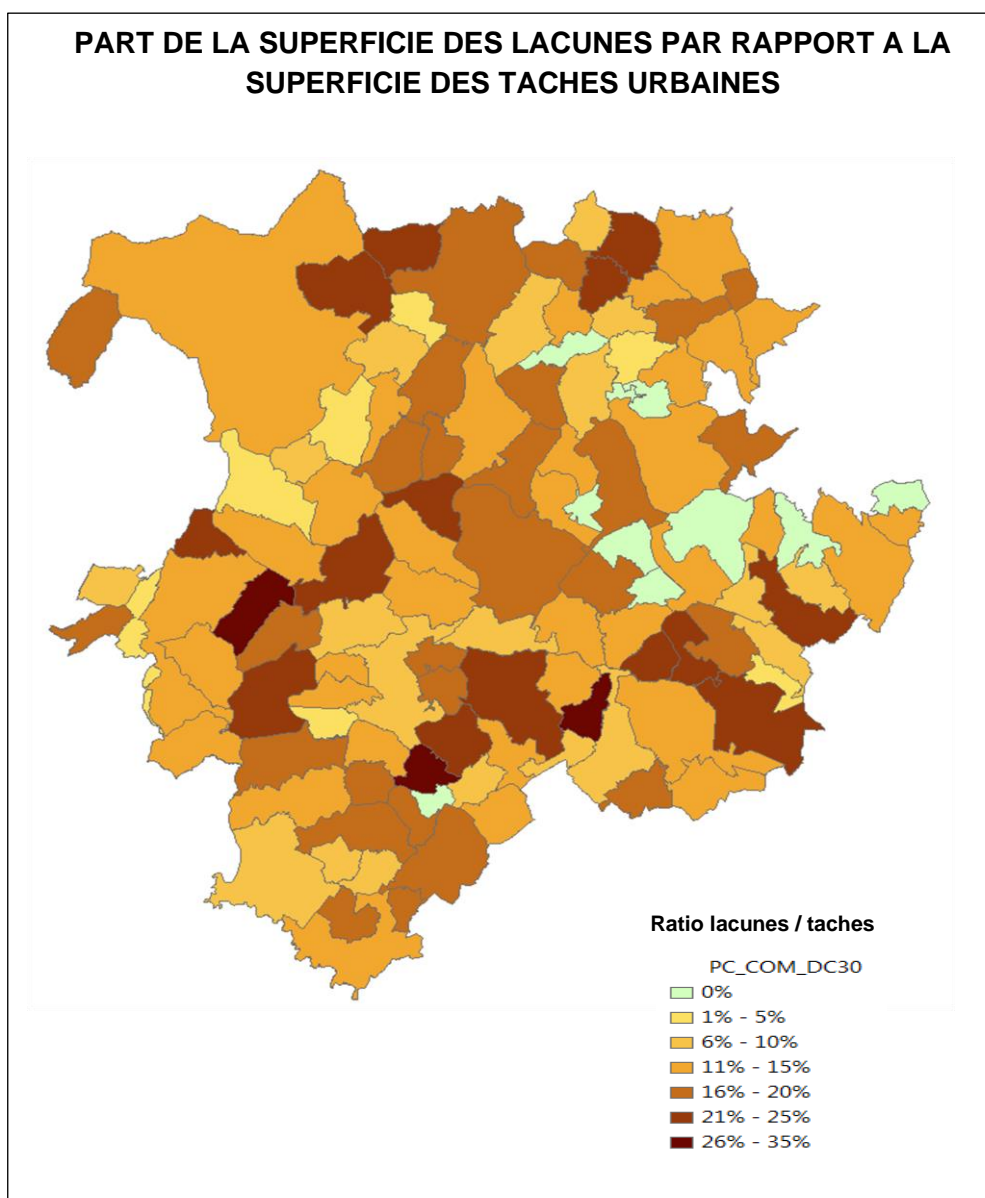 PART DE LA SUPERFICIE DES LACUNES PAR RAPPORT A LA
SUPERFICIE DES TACHES URBAINES
Ratio lacunes / taches
PC_COM_DC30
0%
1% - 5%
6% - 10%
11% - 15%
16% - 20%
21% - 25%
26% - 35%